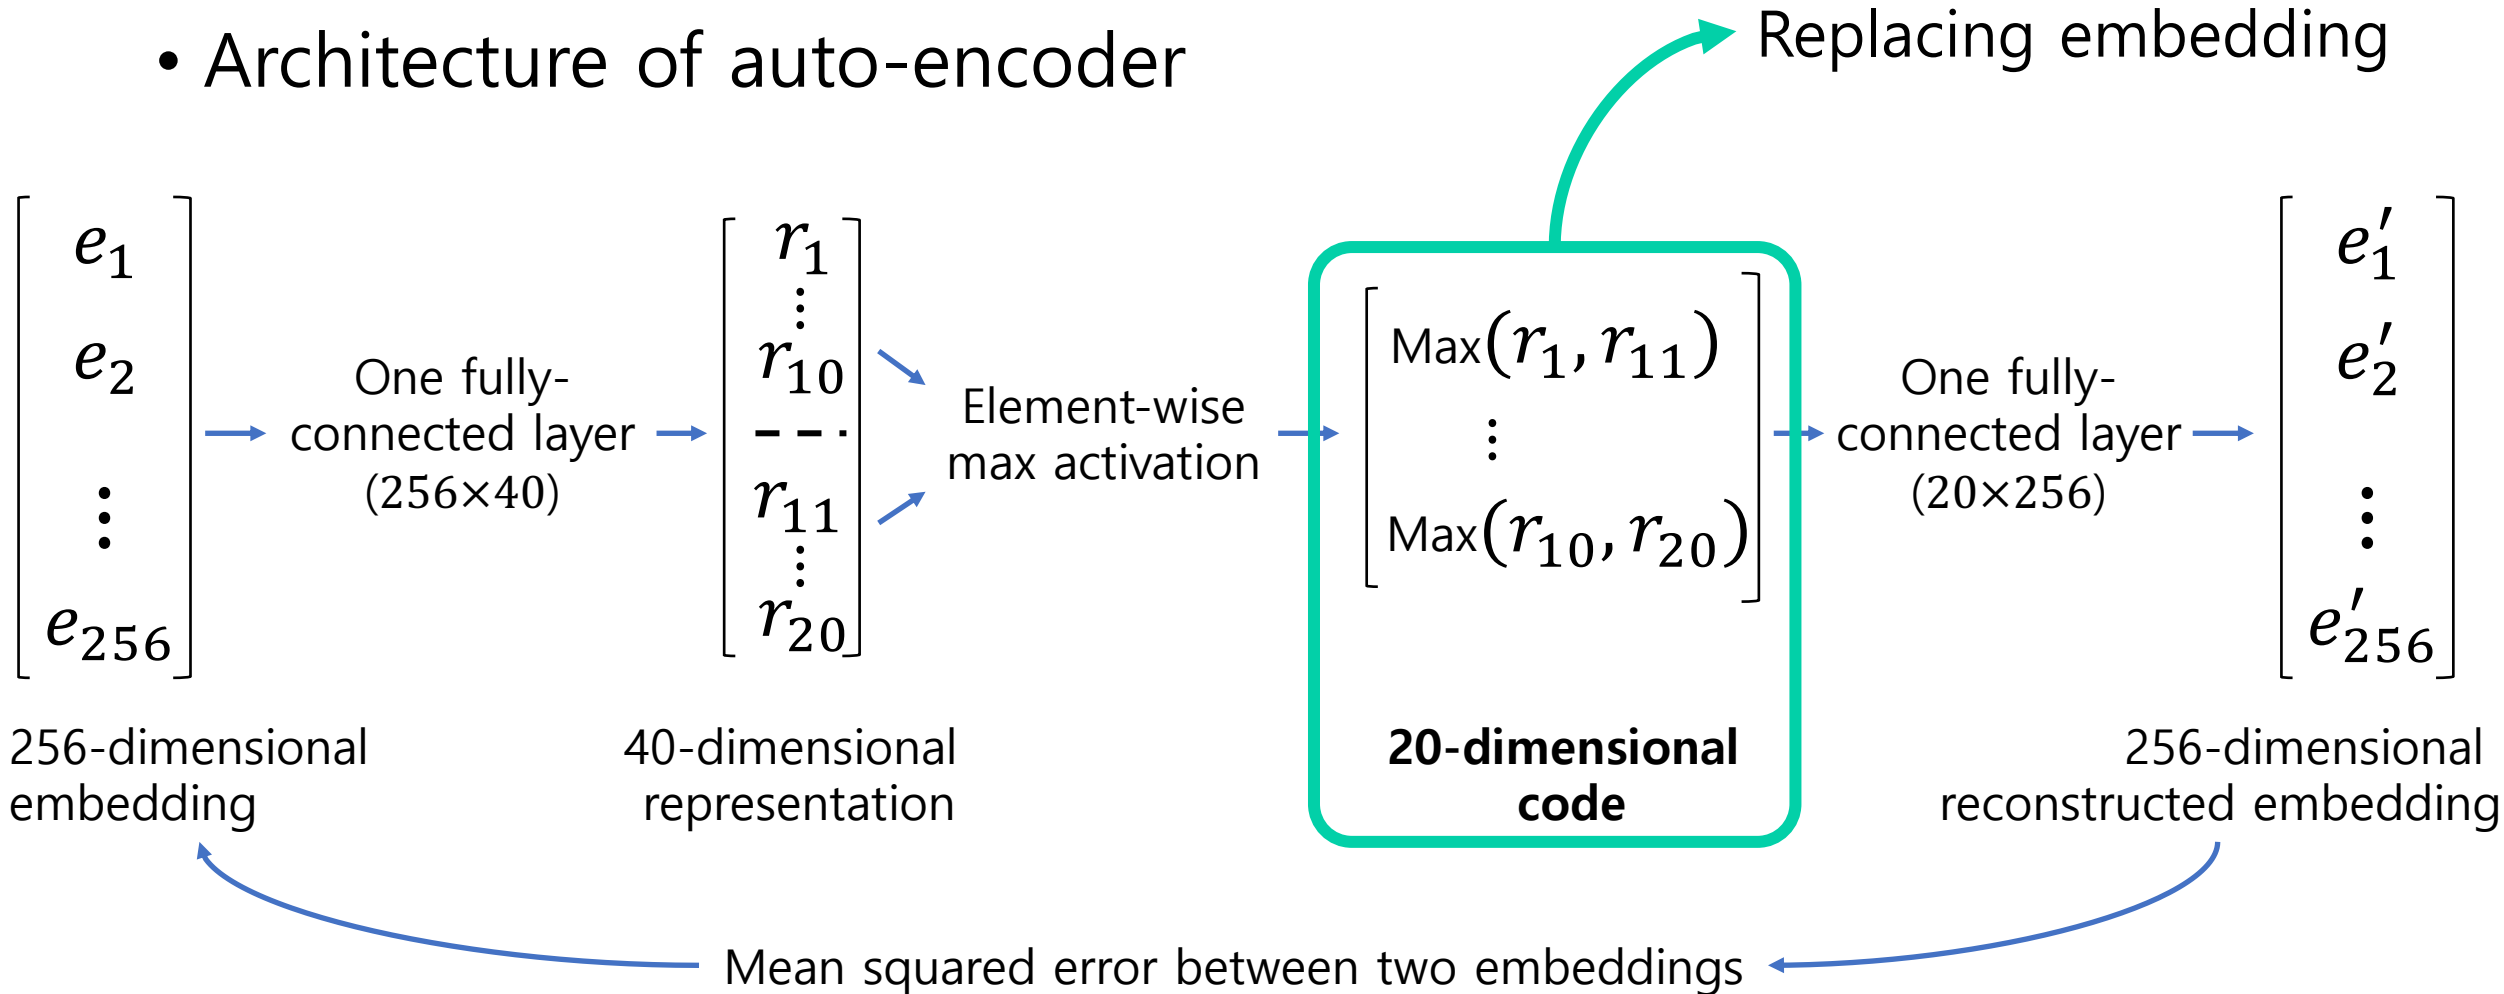 • Architecture of auto-encoder
Replacing embedding
e₁
e₂
⋮
e₂₅₆
256-dimensional
embedding
One fully-
connected layer
(256×40)
r₁
⋮
r₁₀
r₁₁
⋮
r₂₀
40-dimensional
representation
Element-wise
max activation
Max(r₁, r₁₁)
⋮
Max(r₁₀, r₂₀)
20-dimensional
code
One fully-
connected layer
(20×256)
e′₁
e′₂
⋮
e′₂₅₆
256-dimensional
reconstructed embedding
Mean squared error between two embeddings